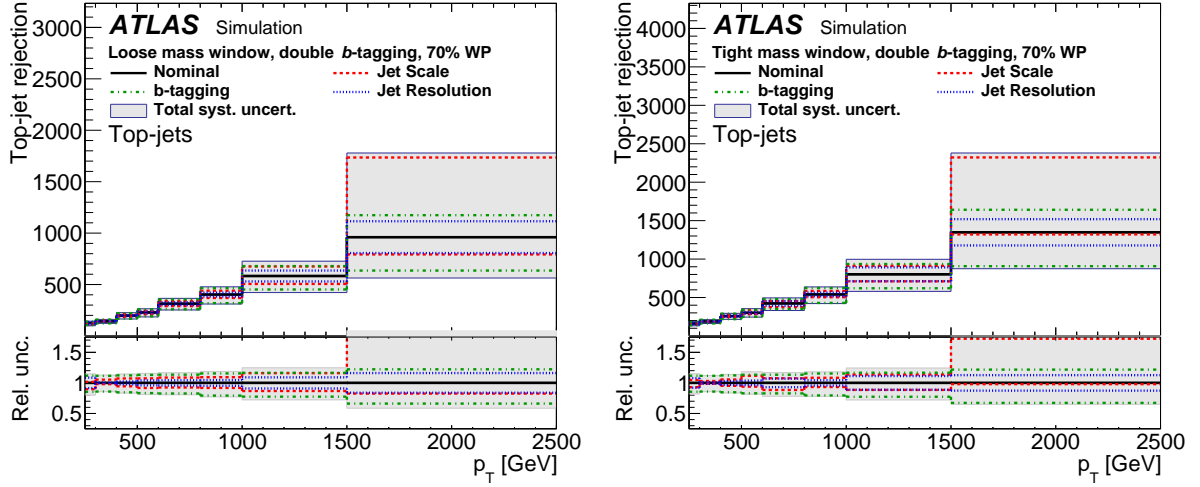 ATLAS Simulation
Loose mass window, double b-tagging, 70% WP
Nominal
Jet Scale
b-tagging
Jet Resolution
Total syst. uncert.
Top-jets
Top-jet rejection
3000
2500
2000
1500
1000
500
Rel. unc.
1.5
1
0.5
500 1000 1500 2000 2500
p_T [GeV]
ATLAS Simulation
Tight mass window, double b-tagging, 70% WP
Nominal
Jet Scale
b-tagging
Jet Resolution
Total syst. uncert.
Top-jets
Top-jet rejection
4000
3500
3000
2500
2000
1500
1000
500
Rel. unc.
1.5
1
0.5
500 1000 1500 2000 2500
p_T [GeV]